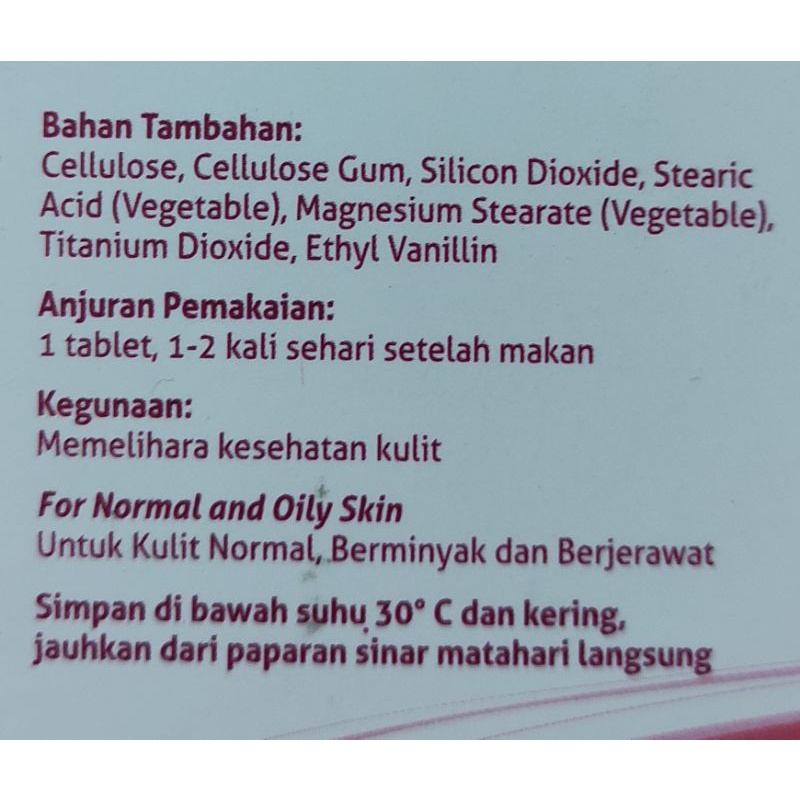 Bahan Tambahan:
Cellulose, Cellulose Gum, Silicon Dioxide, Stearic
Acid (Vegetable), Magnesium Stearate (Vegetable),
Titanium Dioxide, Ethyl Vanillin
Anjuran Pemakaian:
1 tablet, 1-2 kali sehari setelah makan
Kegunaan:
Memelihara kesehatan kulit
For Normal and Oily Skin
Untuk Kulit Normal, Berminyak dan Berjerawat
Simpan di bawah suhu 30° C dan kering,
jauhkan dari paparan sinar matahari langsung